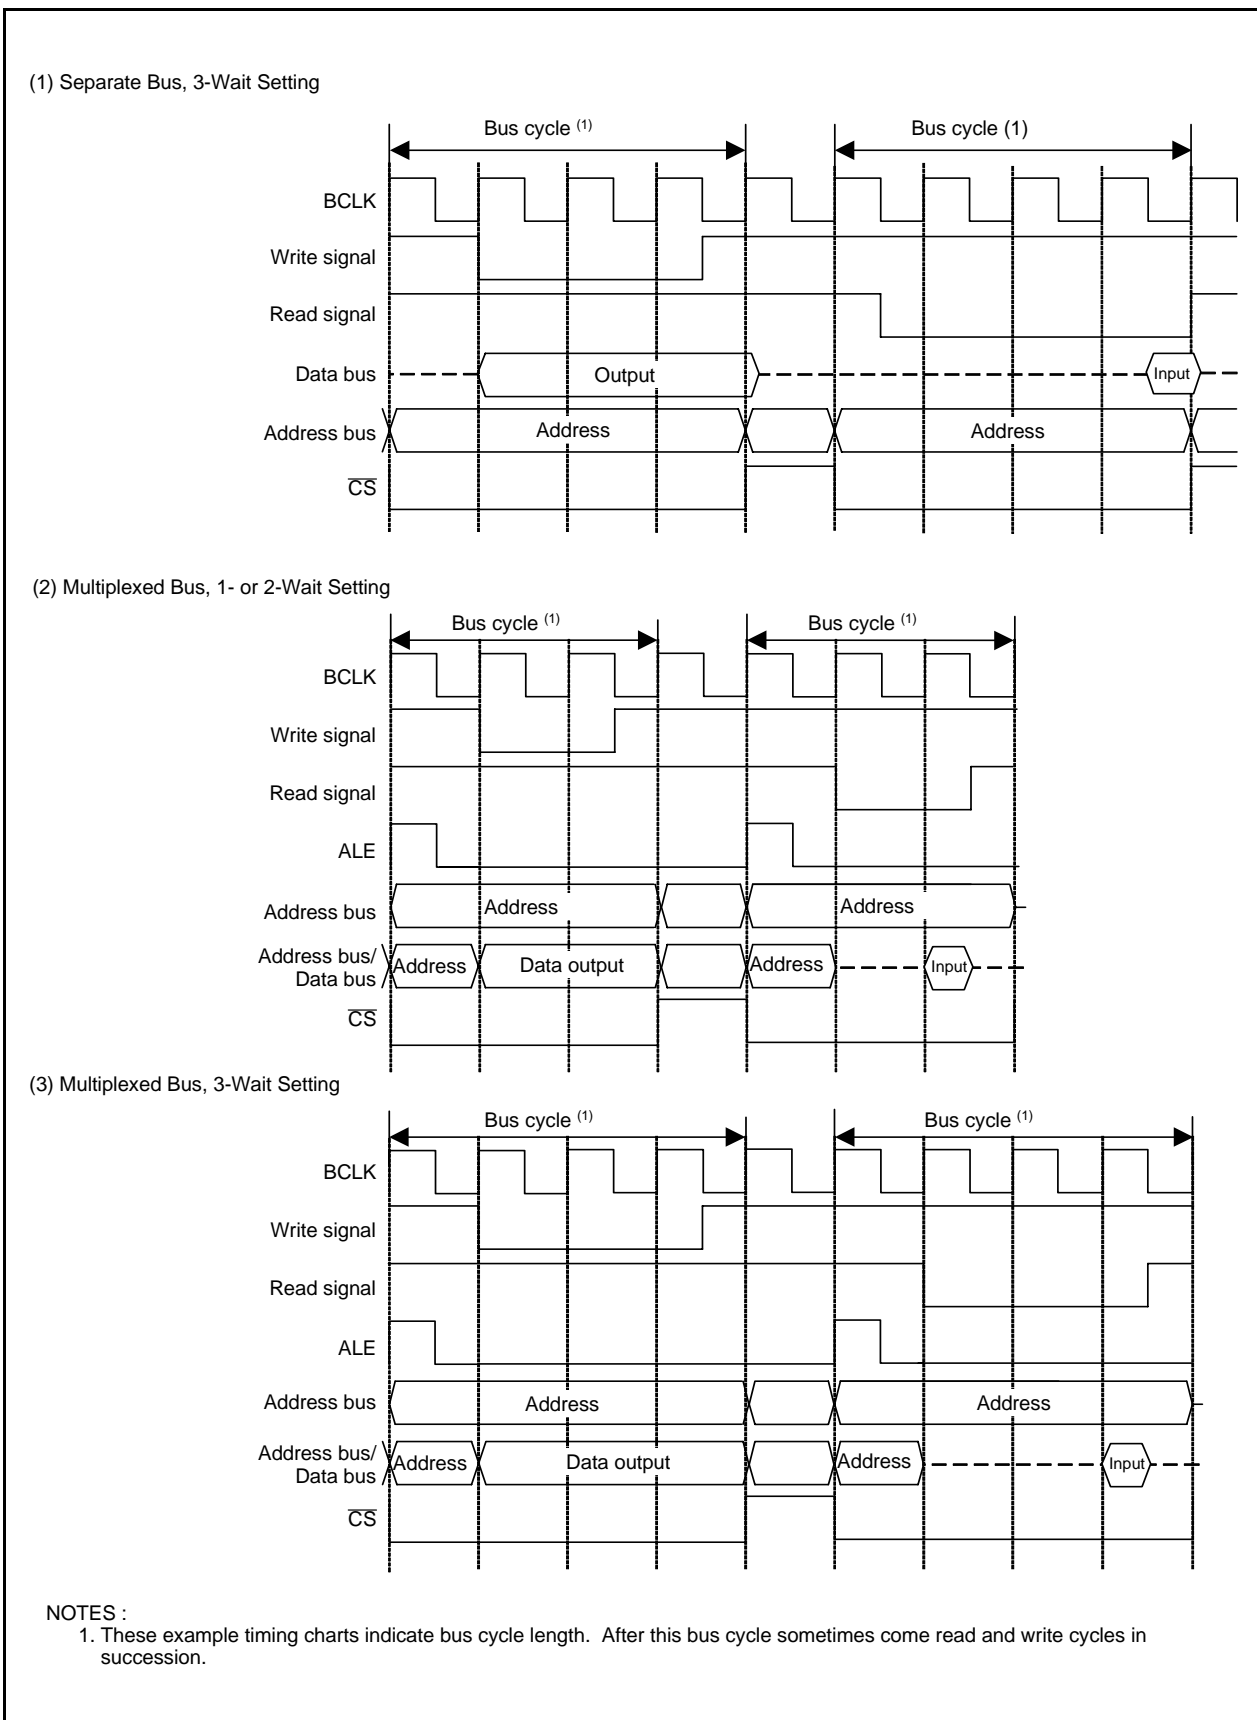 (1) Separate Bus, 3-Wait Setting
Bus cycle (1)
Bus cycle (1)
BCLK
Write signal
Read signal
Data bus
Output
Input
Address bus
Address
Address
CS
(2) Multiplexed Bus, 1- or 2-Wait Setting
Bus cycle (1)
Bus cycle (1)
BCLK
Write signal
Read signal
ALE
Address bus
Address
Address
Address bus/
Data bus
Address
Data output
Address
Input
CS
(3) Multiplexed Bus, 3-Wait Setting
Bus cycle (1)
Bus cycle (1)
BCLK
Write signal
Read signal
ALE
Address bus
Address
Address
Address bus/
Data bus
Address
Data output
Address
Input
CS
NOTES :
1. These example timing charts indicate bus cycle length. After this bus cycle sometimes come read and write cycles in
succession.